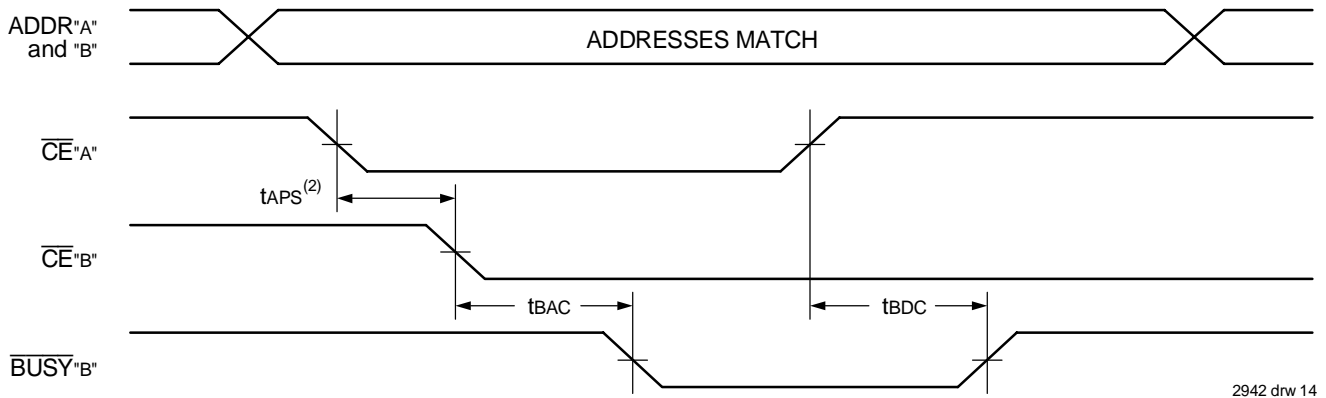 ADDR"A"
and "B"
ADDRESSES MATCH
CE"A"
tAPS(2)
CE"B"
tBAC
tBDC
BUSY"B"
2942 drw 14